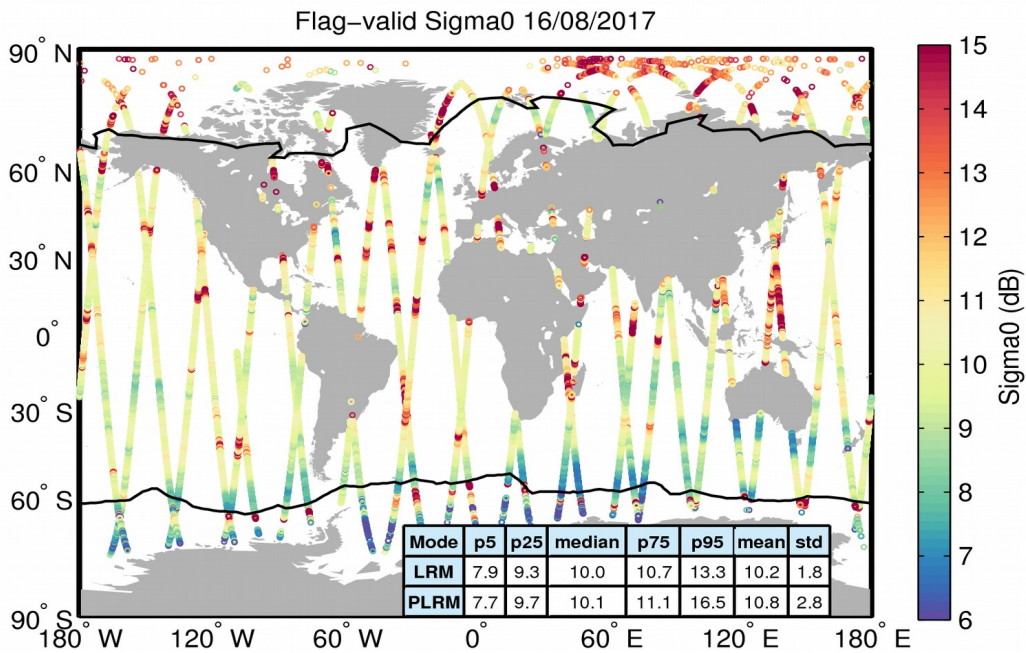 Flag−valid Sigma0 16/08/2017
90° N
60° N
30° N
0°
30° S
60° S
90° S
180° W
120° W
60° W
0°
60° E
120° E
180° E
Mode p5 p25 median p75 p95 mean std
LRM 7.9 9.3 10.0 10.7 13.3 10.2 1.8
PLRM 7.7 9.7 10.1 11.1 16.5 10.8 2.8
15
14
13
12
11
10
9
8
7
6
Sigma0 (dB)